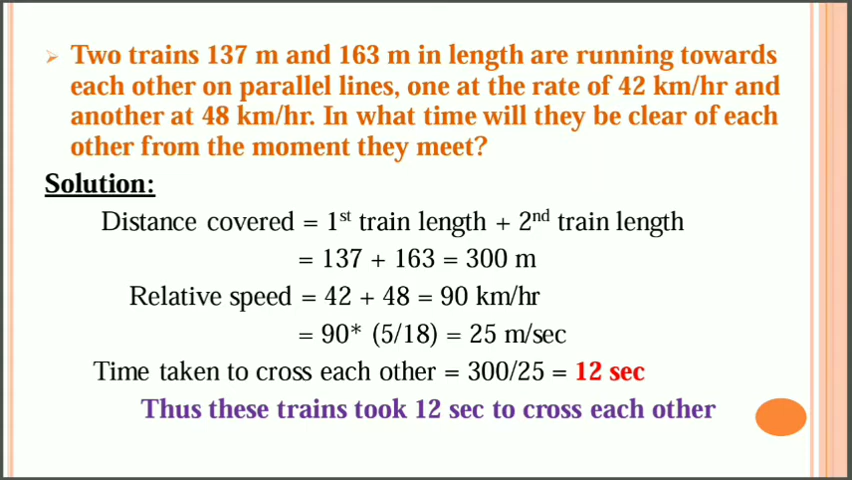 Two trains 137 m and 163 m in length are running towards
each other on parallel lines, one at the rate of 42 km/hr and
another at 48 km/hr. In what time will they be clear of each
other from the moment they meet?
Solution:
Distance covered = 1st train length + 2nd train length
= 137 + 163 = 300 m
Relative speed = 42 + 48 = 90 km/hr
= 90* (5/18) = 25 m/sec
Time taken to cross each other = 300/25 = 12 sec
Thus these trains took 12 sec to cross each other